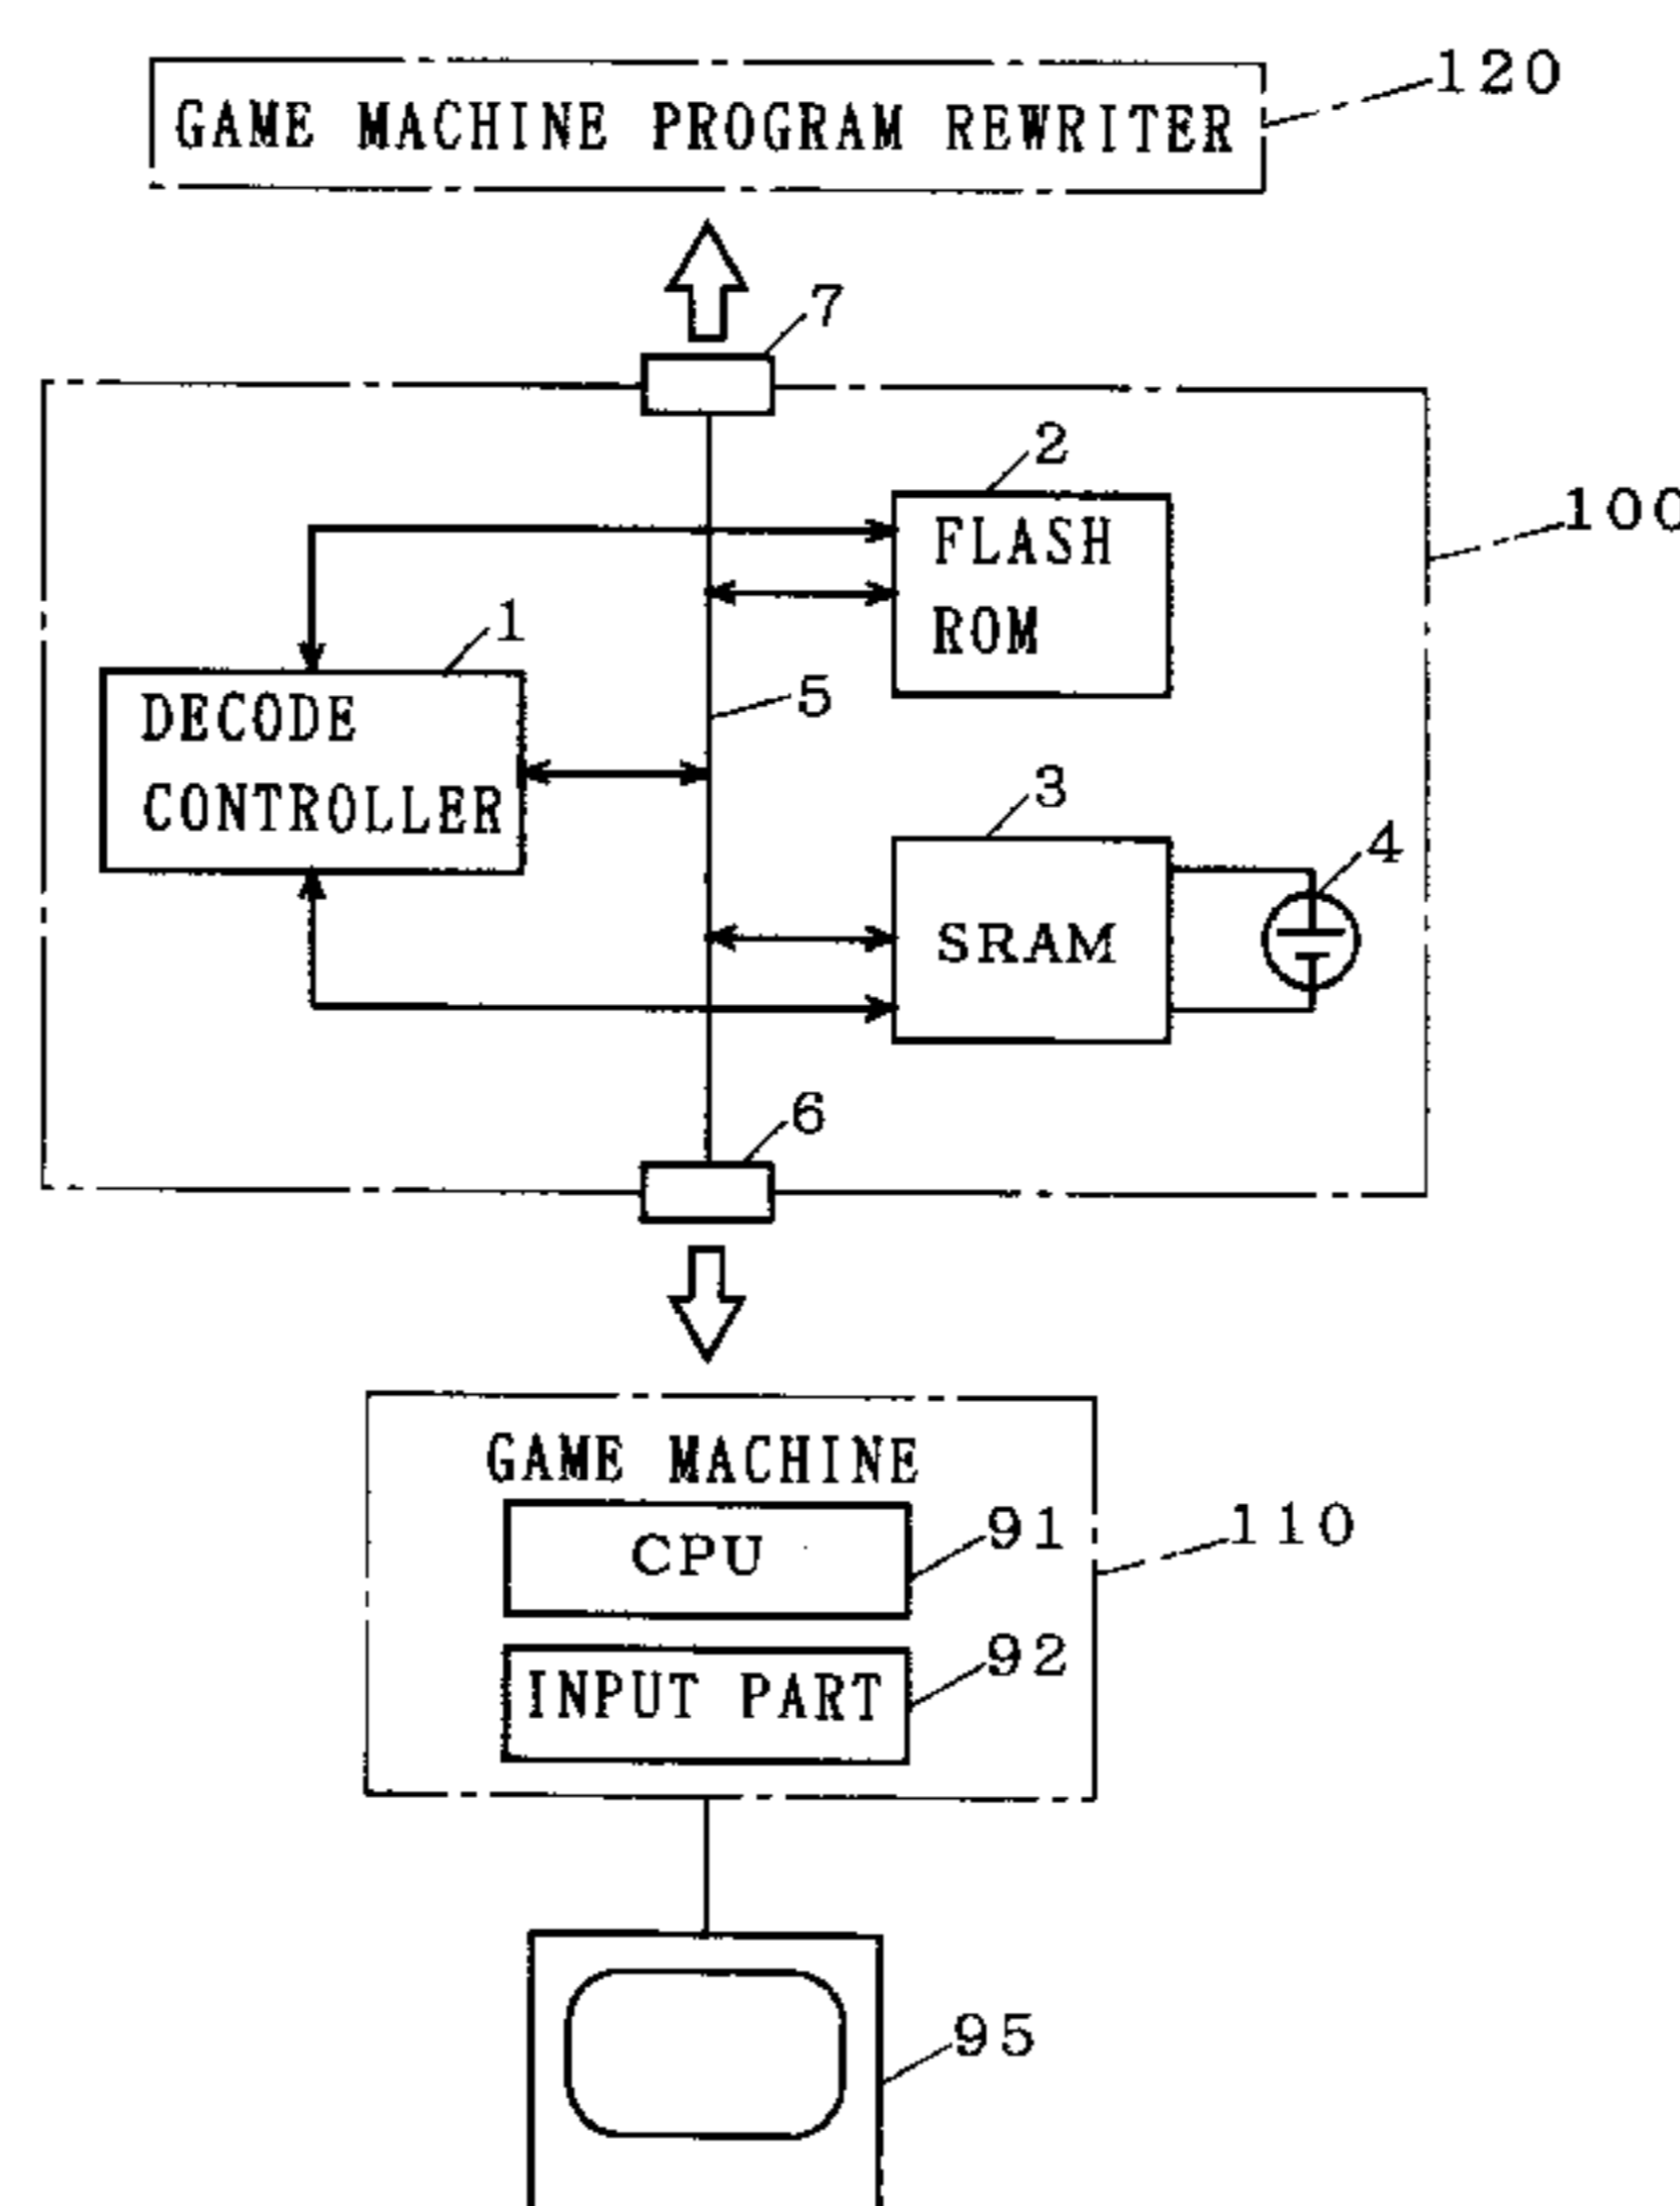 120
GAME MACHINE PROGRAM REWRITER
7
2
100
FLASH
ROM
1
5
DECODE
CONTROLLER
3
4
SRAM
6
GAME MACHINE
91
110
CPU
92
INPUT PART
95